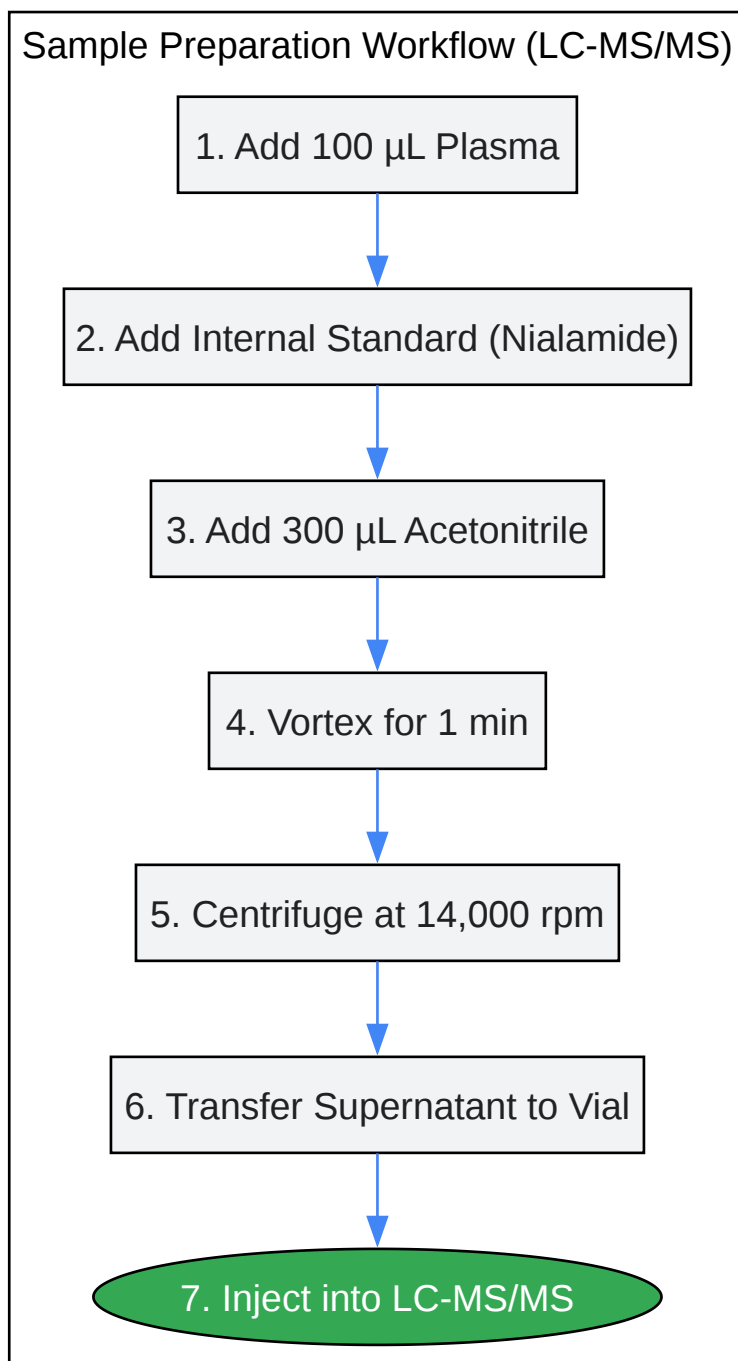 Sample Preparation Workflow (LC-MS/MS)
1. Add 100 µL Plasma
2. Add Internal Standard (Nialamide)
3. Add 300 µL Acetonitrile
4. Vortex for 1 min
5. Centrifuge at 14,000 rpm
6. Transfer Supernatant to Vial
7. Inject into LC-MS/MS